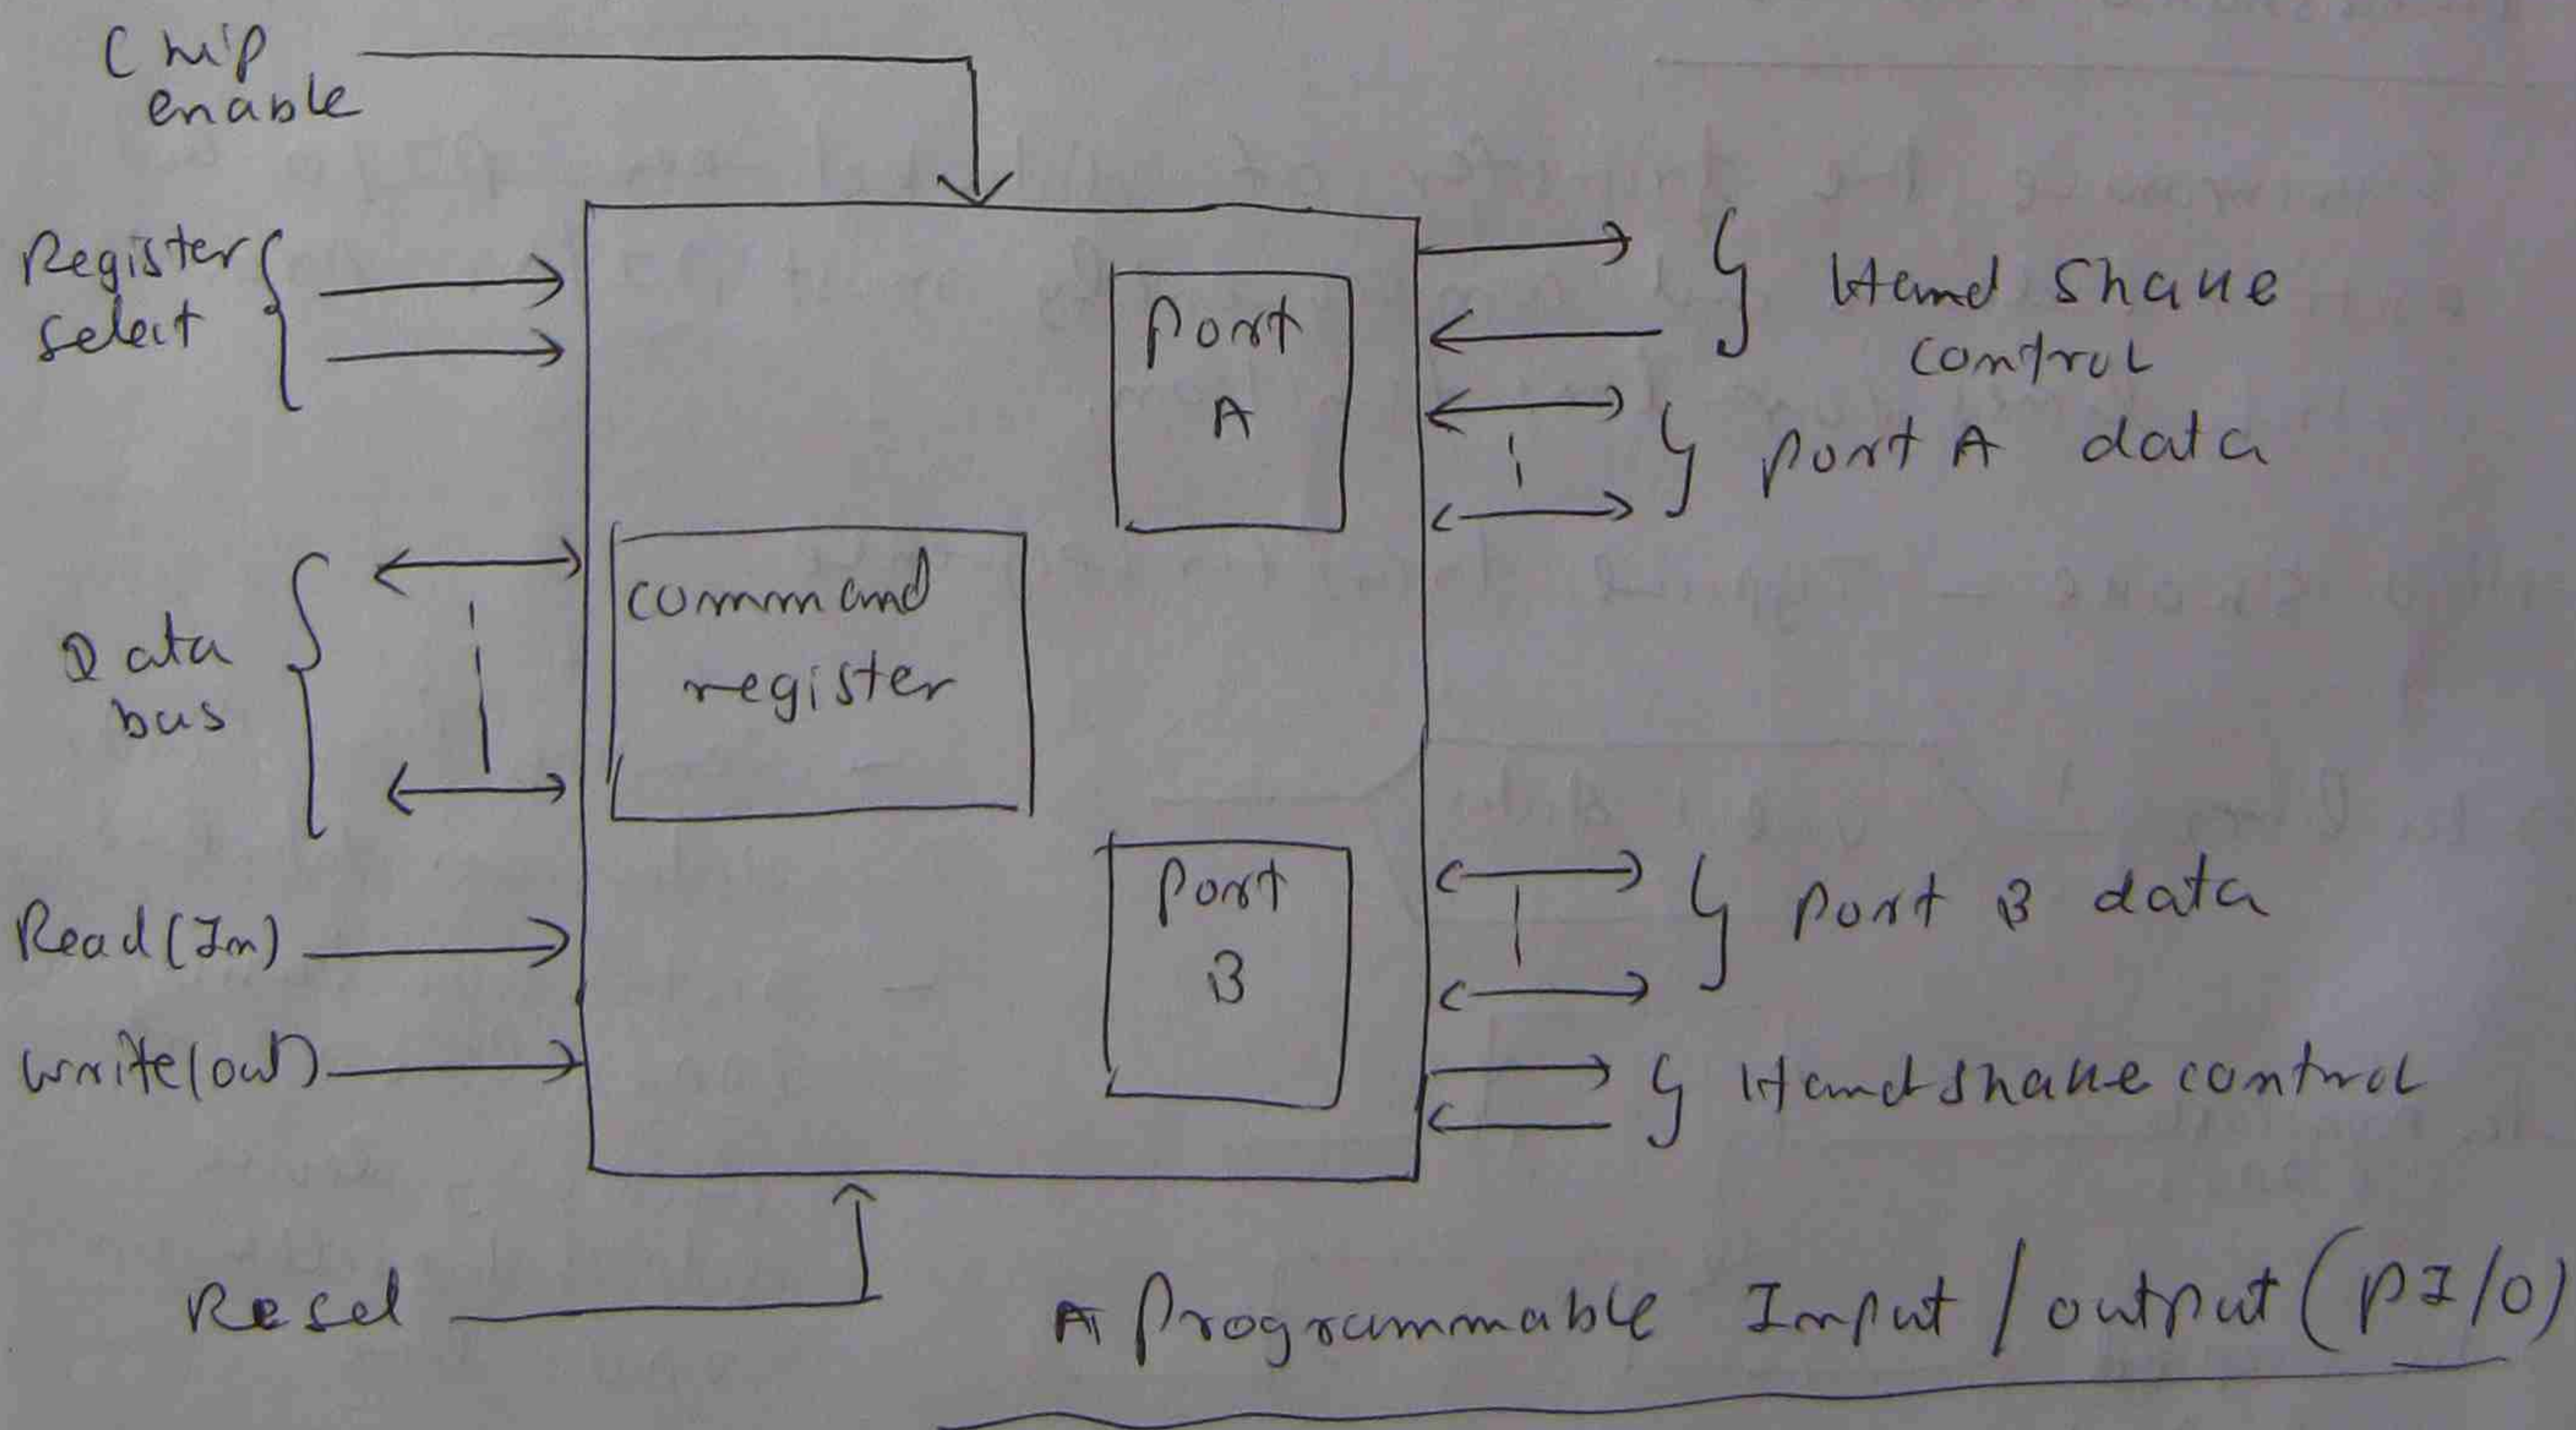 Chip
enable
Register
select
Data
bus
Read(In)
write(out)
Reset
Port
A
command
register
Port
B
Hand shake
control
port A data
port B data
Handshake control
A Programmable Input/output (PI/O)